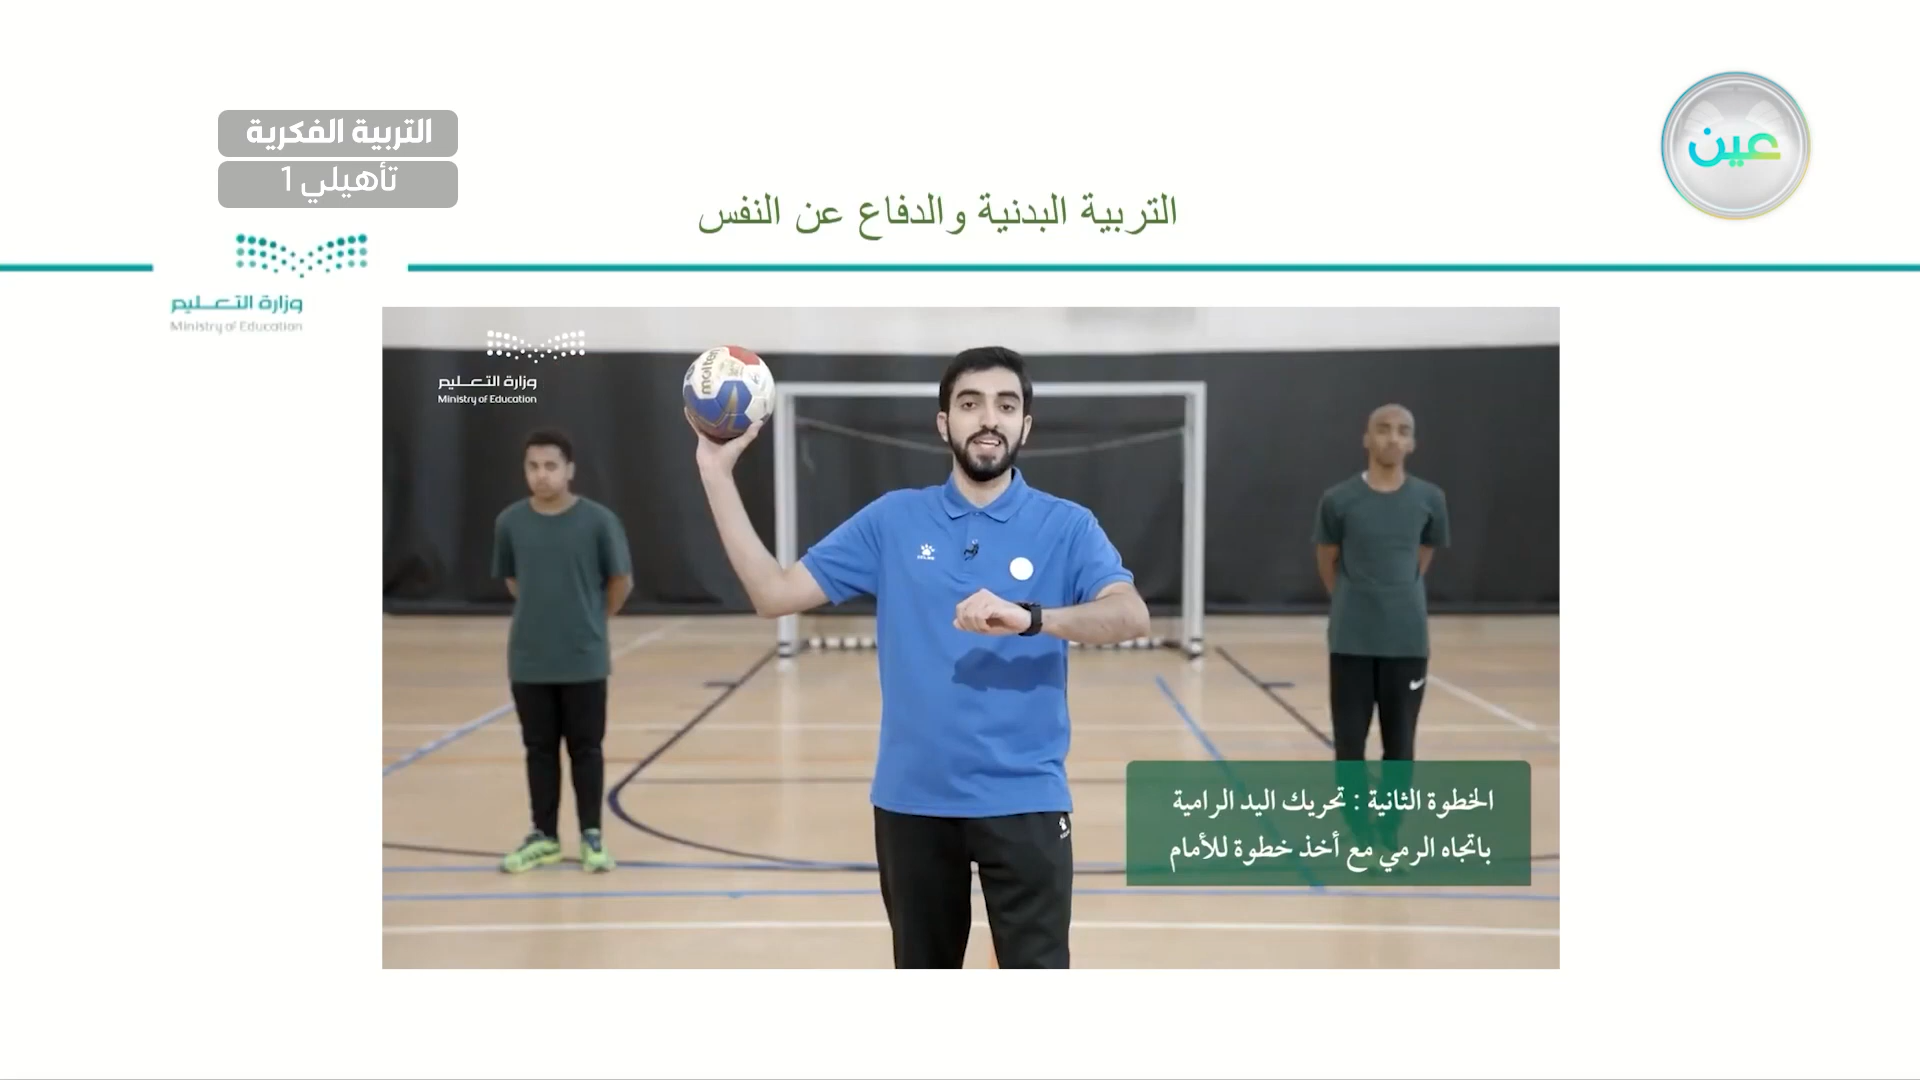 التربية الفكرية
تأهيلي 1
عين
التربية البدنية والدفاع عن النفس
وزارة التعليم
Ministry of Education
وزارة التعليم
Ministry of Education
molten
الخطوة الثانية : تحريك اليد الرامية
باتجاه الرمي مع أخذ خطوة للأمام